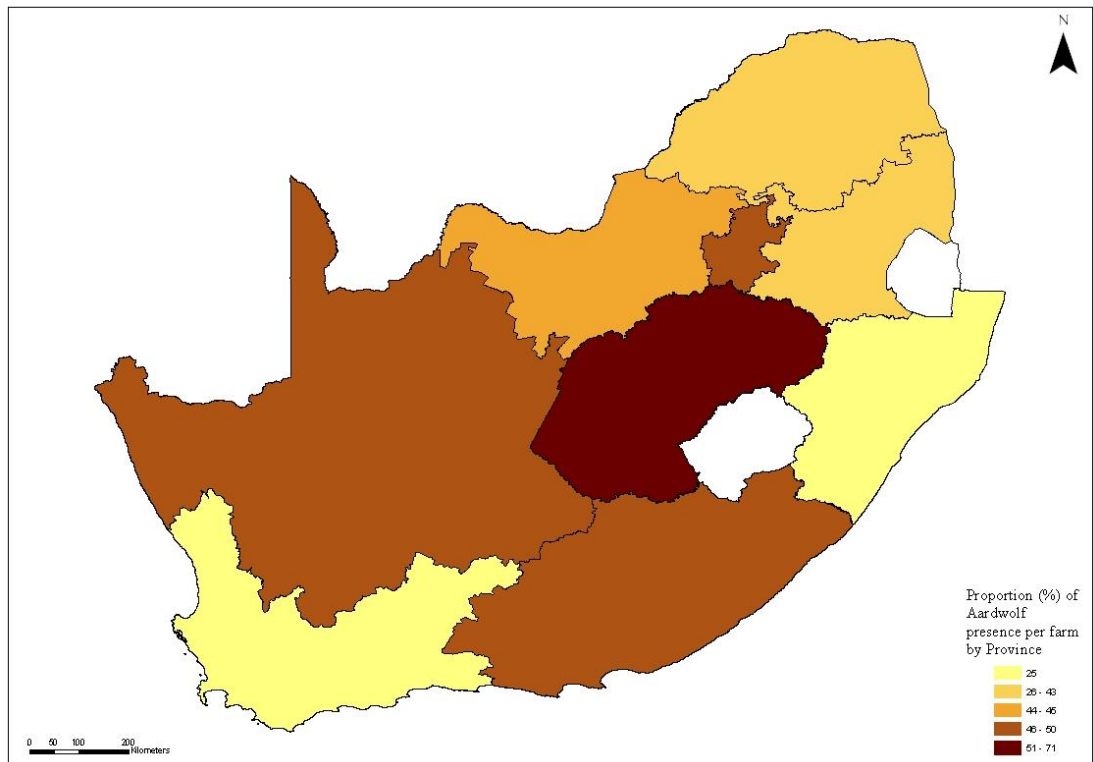 N
Proportion (%) of
Aardwolf
presence per farm
by Province
25
26 - 43
44 - 45
46 - 50
51 - 71
0 50 100 200
Kilometers